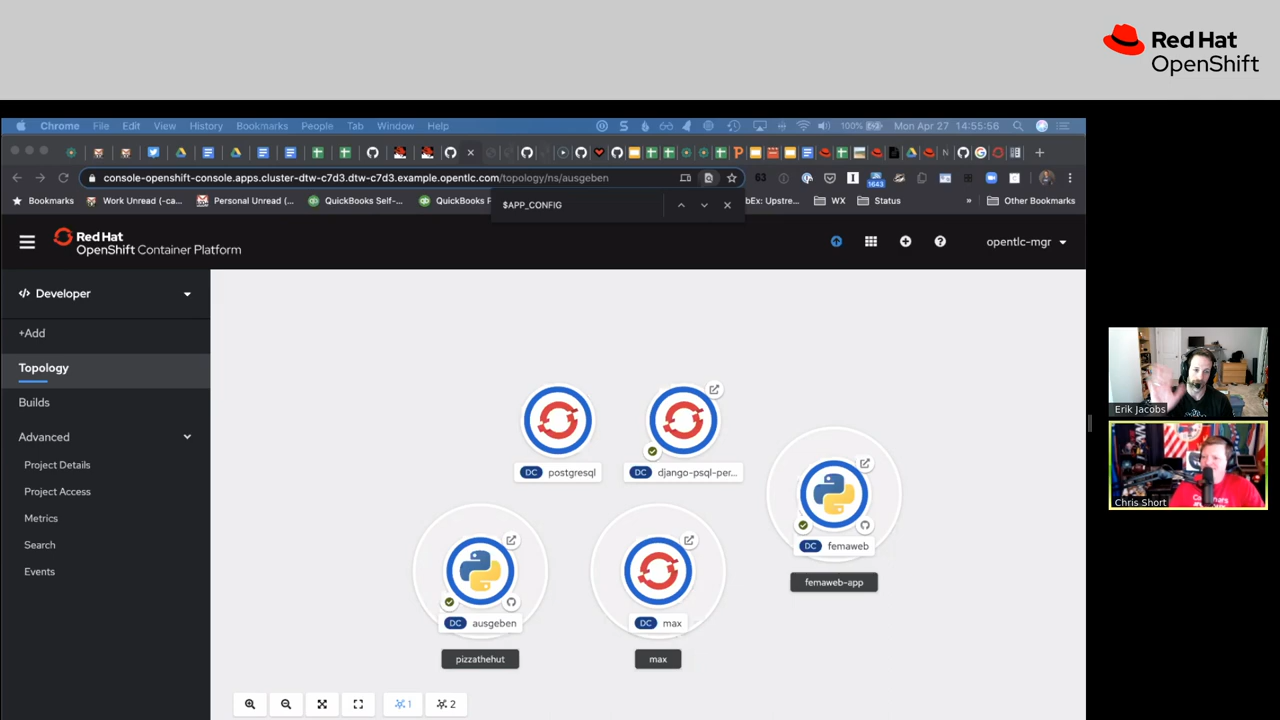 Red Hat
OpenShift
Chrome File Edit View History Bookmarks People Tab Window Help 100% Mon Apr 27 14:55:56
console-openshift-console.apps.cluster-dtw-c7d3.dtw-c7d3.example.opentlc.com/topology/ns/ausgeben 63 1643
Bookmarks Work Unread (-ca... Personal Unread (... QuickBooks Self-... QuickBooks P bEx: Upstre... WX Status » Other Bookmarks
$APP_CONFIG
Red Hat
OpenShift Container Platform
opentlc-mgr
Developer
+Add
Topology
Builds
Advanced
Project Details
Project Access
Metrics
Search
Events
DC postgresql
DC django-psql-per...
DC femaweb
femaweb-app
DC ausgeben
DC max
pizzathehut
max
1
2
Erik Jacobs
Chris Short